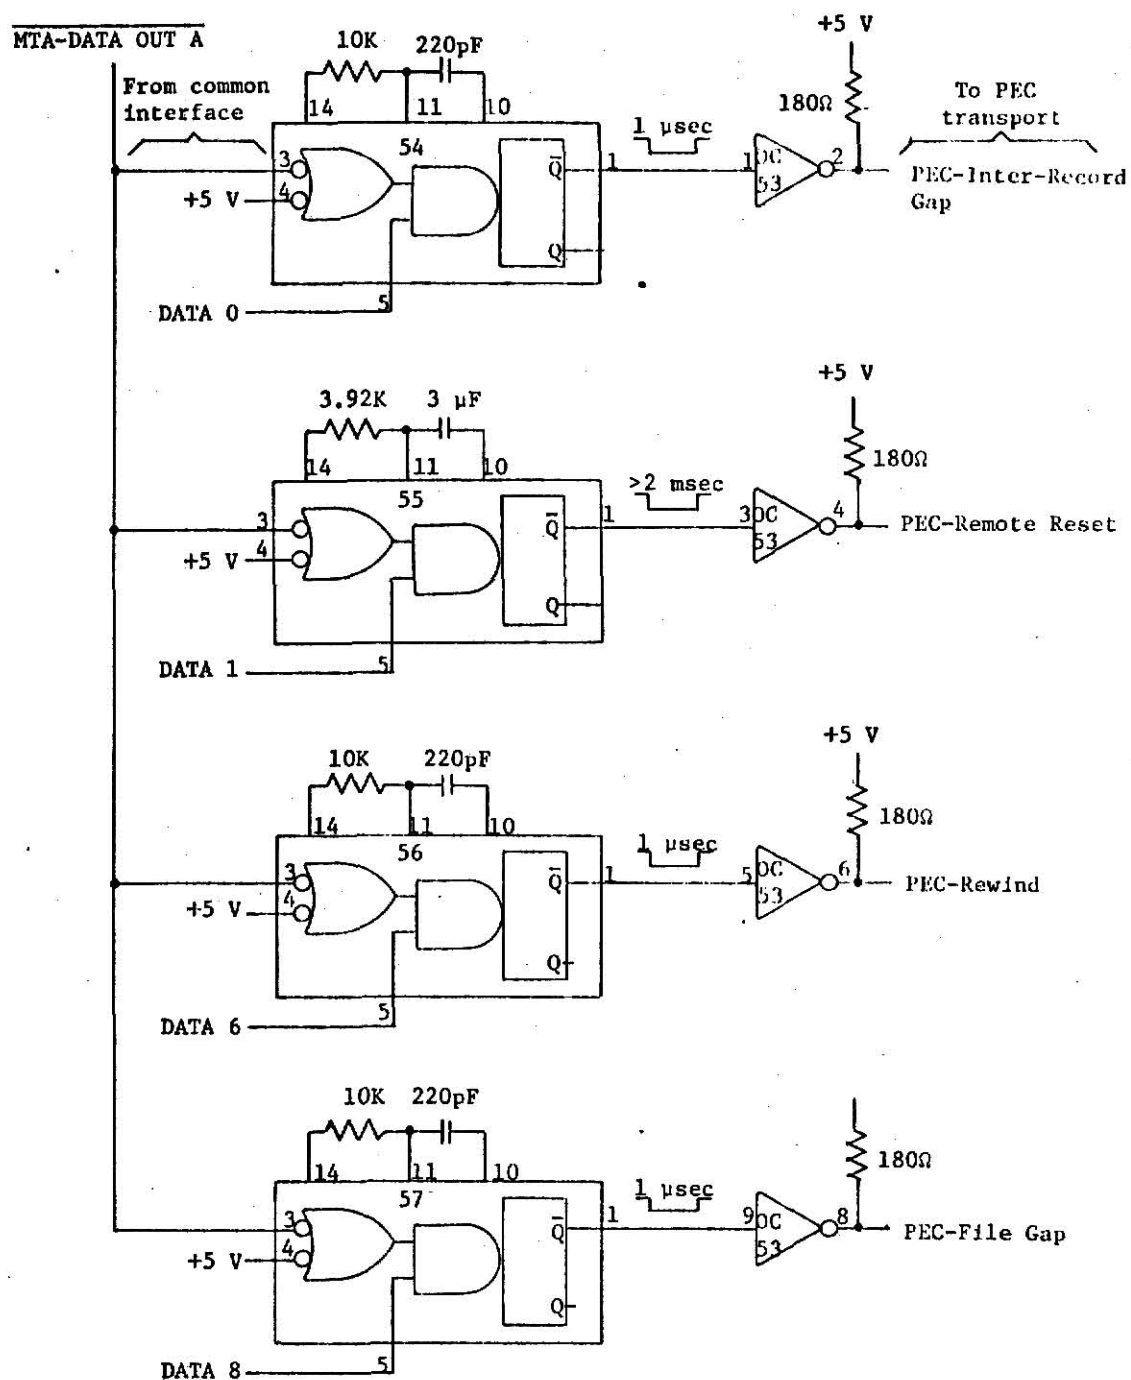 MTA-DATA OUT A
From common
interface
10K
220pF
14
11
10
54
3
4
+5 V
Q̅
Q
5
DATA 0
1
1 µsec
1
OC
53
2
+5 V
180Ω
To PEC
transport
PEC-Inter-Record
Gap
3.92K
3 µF
14
11
10
55
3
4
+5 V
Q̅
Q
5
DATA 1
1
>2 msec
3
OC
53
4
+5 V
180Ω
PEC-Remote Reset
10K
220pF
14
11
10
56
3
4
+5 V
Q̅
Q
5
DATA 6
1
1 µsec
5
OC
53
6
+5 V
180Ω
PEC-Rewind
10K
220pF
14
11
10
57
3
4
+5 V
Q̅
Q
5
DATA 8
1
1 µsec
9
OC
53
8
180Ω
PEC-File Gap